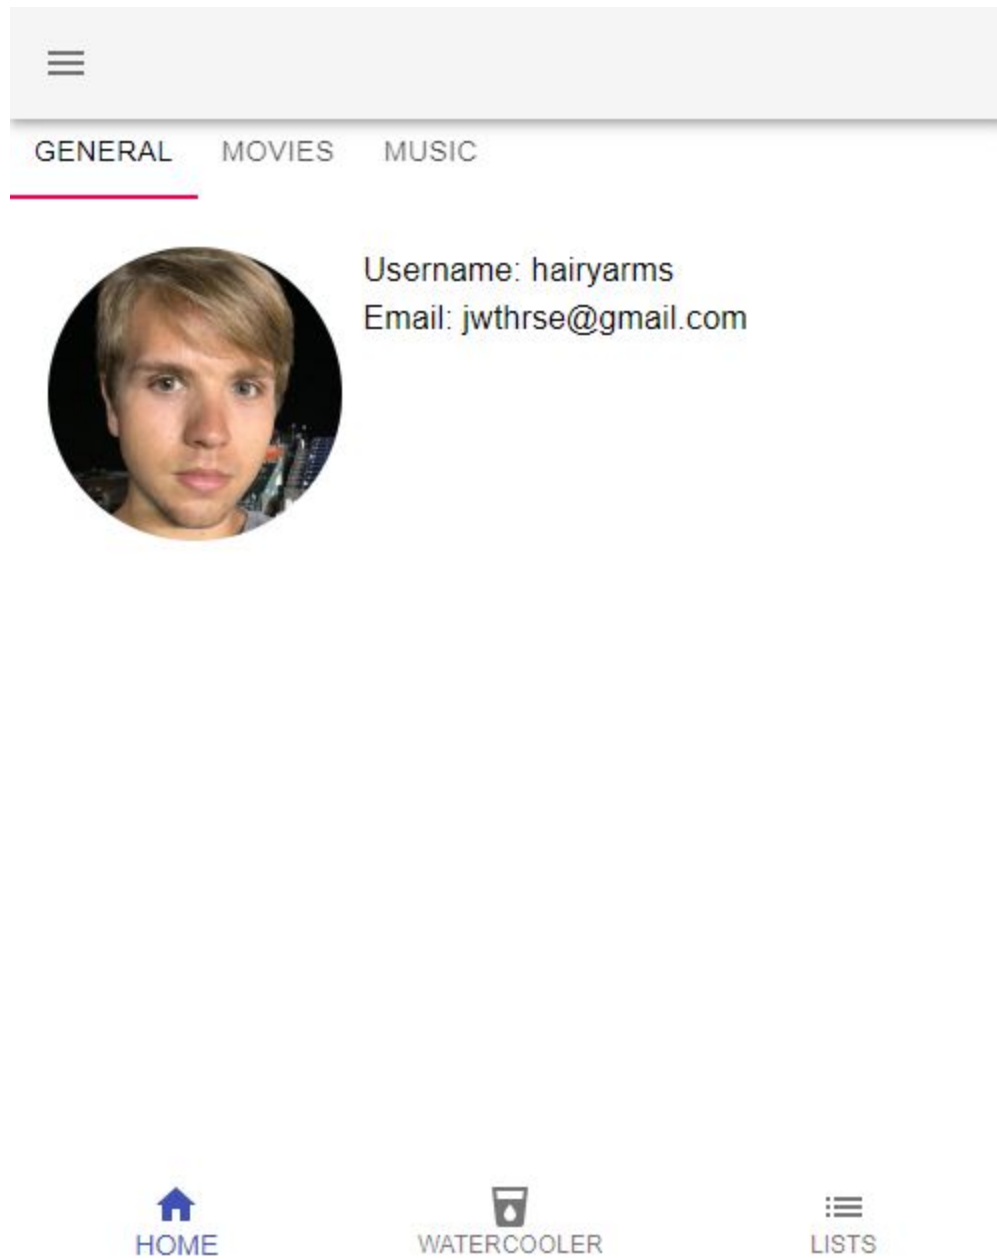 GENERAL MOVIES MUSIC
Username: hairyarms
Email: jwthrse@gmail.com
HOME WATERCOOLER LISTS